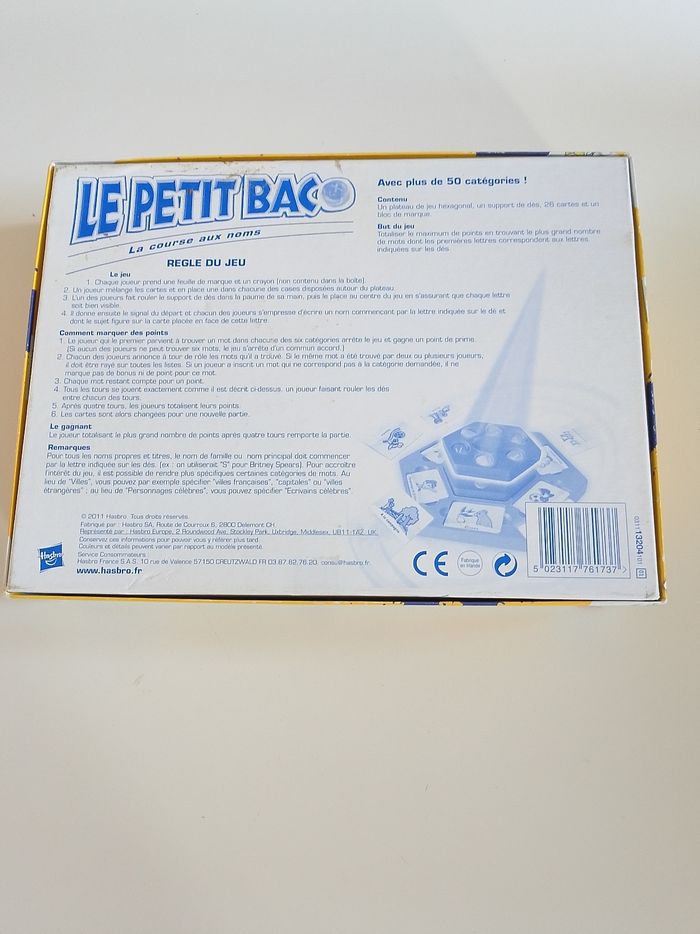 LE PETIT BAC
La course aux noms
REGLE DU JEU
Avec plus de 50 catégories !
Contenu
Un plateau de jeu hexagonal, un support de dés, 26 cartes et un
bloc de marque.
But du jeu
Totaliser le maximum de points en trouvant le plus grand nombre
de mots dont les premières lettres correspondent aux lettres
indiquées sur les dés
Le jeu
1. Chaque joueur prend une feuille de marque et un crayon (non contenu dans la boîte).
2. Un joueur mélange les cartes et en place une dans chacune des cases disposées autour du plateau.
3. L'un des joueurs fait rouler le support de dés dans la paume de sa main, puis le place au centre du jeu en s'assurant que chaque lettre
soit bien visible.
4. Il donne ensuite le signal du départ et chacun des joueurs s'empresse d'écrire un nom commençant par la lettre indiquée sur le dé et
dont le sujet figure sur la carte placée en face de cette lettre.
Comment marquer des points
1. Le joueur qui le premier parvient à trouver un mot dans chacune des six catégories arrête le jeu et gagne un point de prime.
(Si aucun des joueurs ne peut trouver six mots, le jeu s'arrête d'un commun accord.)
2. Chacun des joueurs annonce à tour de rôle les mots qu'il a trouvé. Si le même mot a été trouvé par deux ou plusieurs joueurs,
il doit être rayé sur toutes les listes. Si un joueur a inscrit un mot qui ne correspond pas à la catégorie demandée, il ne
marque pas de bonus ni de point pour ce mot.
3. Chaque mot restant compte pour un point.
4. Tous les tours se jouent exactement comme il est décrit ci-dessus, un joueur faisant rouler les dés
entre chacun des tours.
5. Après quatre tours, les joueurs totalisent leurs points.
6. Les cartes sont alors changées pour une nouvelle partie.
Le gagnant
Le joueur totalisant le plus grand nombre de points après quatre tours remporte la partie.
Remarques
Pour tous les noms propres et titres, le nom de famille ou nom principal doit commencer
par la lettre indiquée sur les dés. (ex : on utiliserait "S" pour Britney Spears). Pour accroître
l'intérêt du jeu, il est possible de rendre plus spécifiques certaines catégories de mots. Au
lieu de "Villes", vous pouvez par exemple spécifier "villes françaises", "capitales" ou "villes
étrangères" ; au lieu de "Personnages célèbres", vous pouvez spécifier "Ecrivains célèbres".
© 2011 Hasbro. Tous droits réservés.
Fabriqué par : Hasbro SA, Route de Courroux 6, 2800 Delemont CH.
Représenté par : Hasbro Europe, 2 Roundwood Ave, Stockley Park, Uxbridge, Middlesex, UB11 1AZ. UK.
Conservez ces informations pour pouvoir vous y référer plus tard.
Couleurs et détails peuvent varier par rapport au modèle présenté.
Service Consommateurs :
Hasbro France S.A.S. 10 rue de Valence 57150 CREUTZWALD FR 03.87.82.76.20. conso@hasbro.fr
www.hasbro.fr
Hasbro
CE
Fabriqué
en Irlande
5 023117 761737 >
0311 13204 101